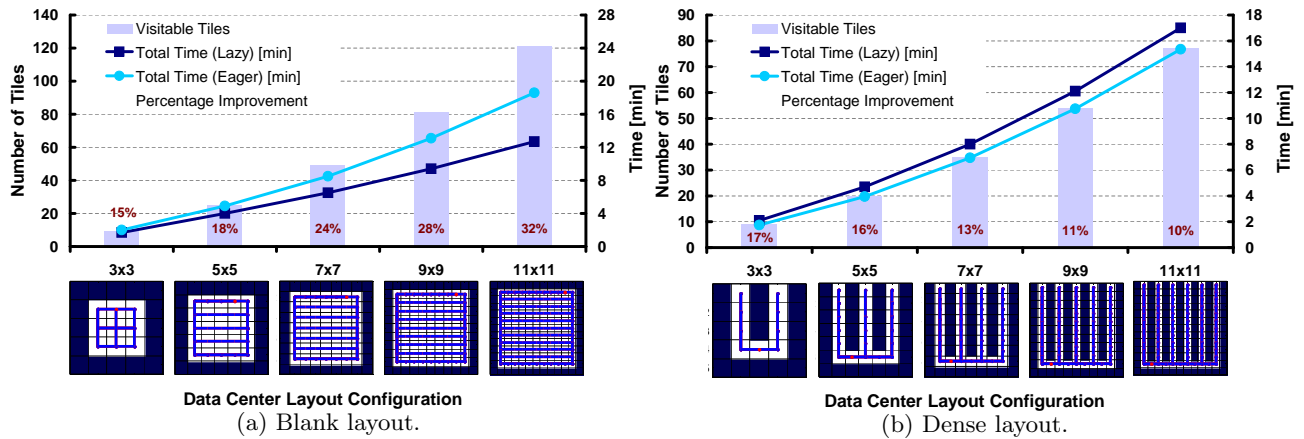 140
120
100
80
60
40
20
0
Number of Tiles
Visitable Tiles
Total Time (Lazy) [min]
Total Time (Eager) [min]
Percentage Improvement
28
24
20
16
12
8
4
0
Time [min]
15%
18%
24%
28%
32%
3x3
5x5
7x7
9x9
11x11
Data Center Layout Configuration
(a) Blank layout.
90
80
70
60
50
40
30
20
10
0
Number of Tiles
Visitable Tiles
Total Time (Lazy) [min]
Total Time (Eager) [min]
Percentage Improvement
18
16
14
12
10
8
6
4
2
0
Time [min]
17%
16%
13%
11%
10%
3x3
5x5
7x7
9x9
11x11
Data Center Layout Configuration
(b) Dense layout.